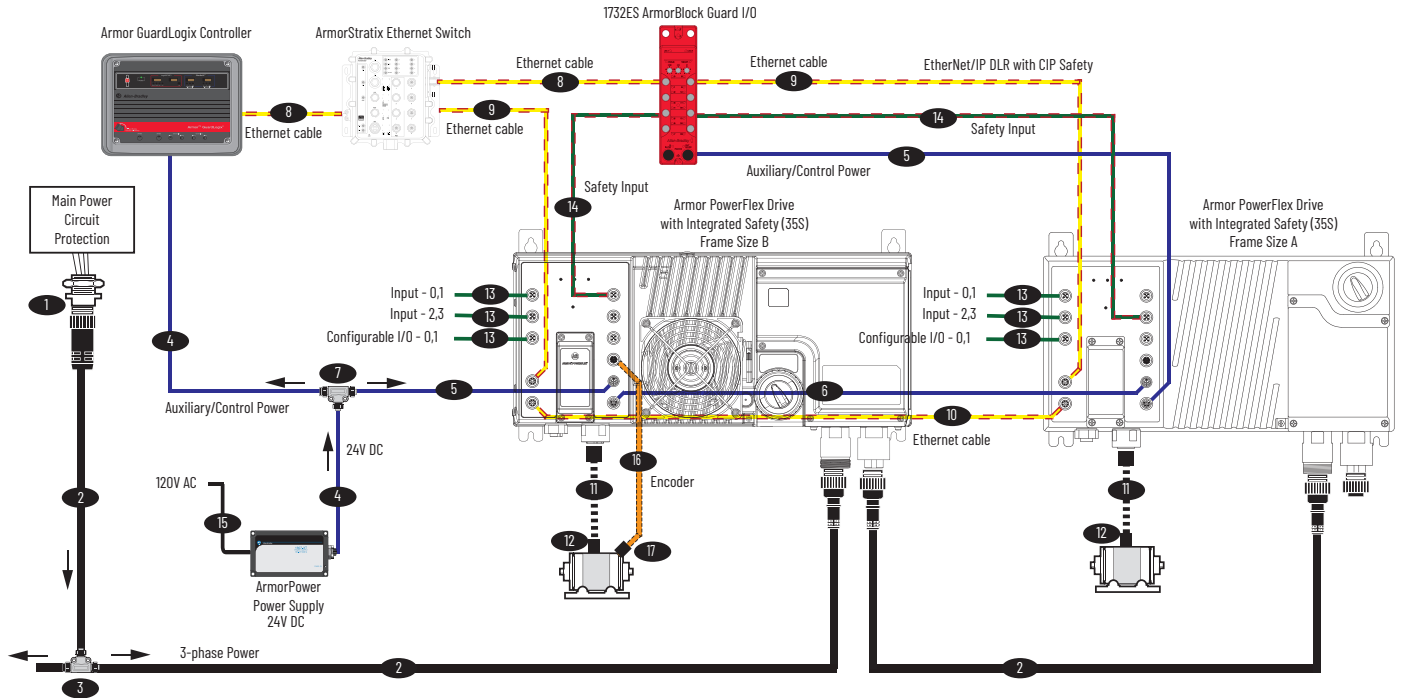 1732ES ArmorBlock Guard I/O
Armor GuardLogix Controller
ArmorStratix Ethernet Switch
Ethernet cable
8
Ethernet cable
9
EtherNet/IP DLR with CIP Safety
8
Ethernet cable
9
Ethernet cable
14
Safety Input
5
Auxiliary/Control Power
Main Power
Circuit
Protection
Safety Input
14
Armor PowerFlex Drive
with Integrated Safety (35S)
Frame Size B
Armor PowerFlex Drive
with Integrated Safety (35S)
Frame Size A
1
Input - 0,1
13
Input - 2,3
13
Configurable I/O - 0,1
13
Input - 0,1
13
Input - 2,3
13
Configurable I/O - 0,1
13
4
7
5
6
Auxiliary/Control Power
10
Ethernet cable
24V DC
16
Encoder
120V AC
2
4
11
11
15
12
17
12
ArmorPower
Power Supply
24V DC
3-phase Power
2
2
3